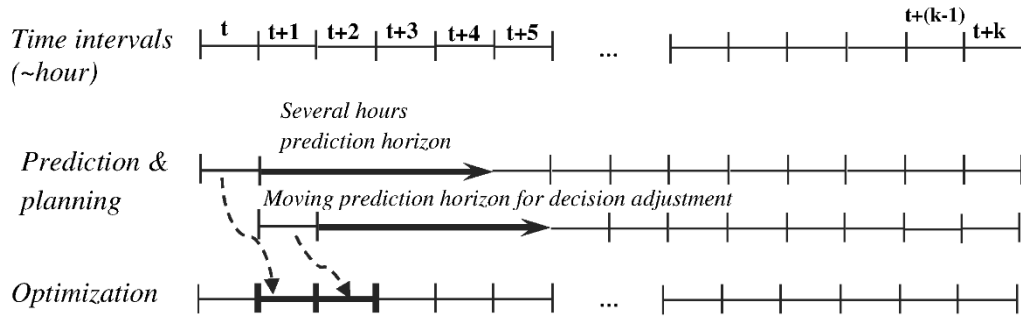 t t+1 t+2 t+3 t+4 t+5 ... t+(k-1) t+k
Time intervals
(~hour)
Several hours
prediction horizon
Prediction &
planning
Moving prediction horizon for decision adjustment
Optimization ...